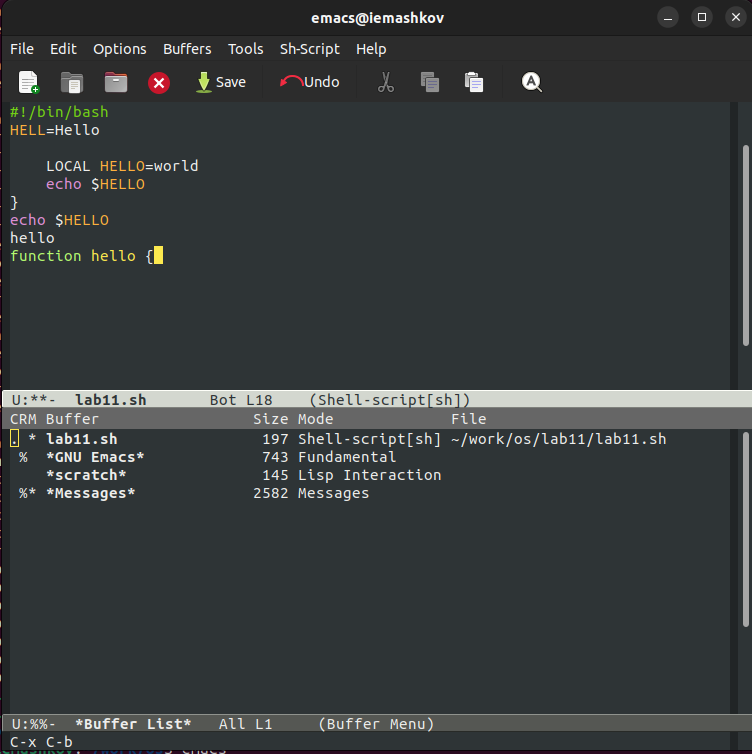 emacs@iemashkov
File Edit Options Buffers Tools Sh-Script Help
Save Undo
#!/bin/bash
HELL=Hello
LOCAL HELLO=world
echo $HELLO
}
echo $HELLO
hello
function hello {
U:**- lab11.sh Bot L18 (Shell-script[sh])
CRM Buffer Size Mode File
. * lab11.sh 197 Shell-script[sh] ~/work/os/lab11/lab11.sh
% *GNU Emacs* 743 Fundamental
*scratch* 145 Lisp Interaction
%* *Messages* 2582 Messages
U:%%- *Buffer List* All L1 (Buffer Menu)
C-x C-b